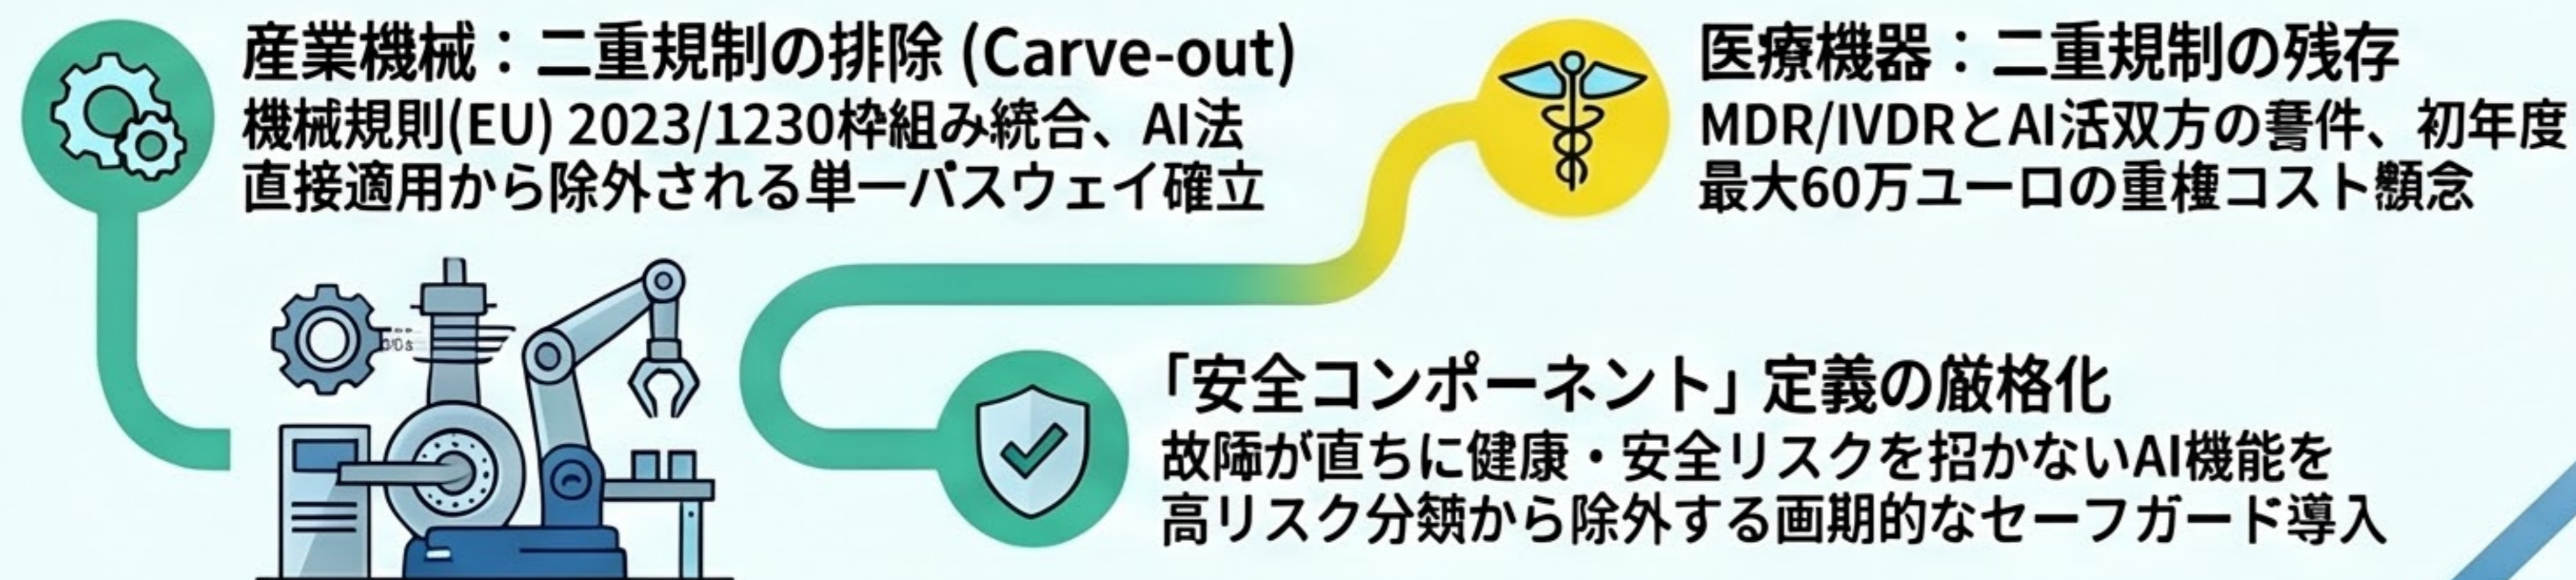 産業機械：二重規制の排除 (Carve-out)
機械規則(EU) 2023/1230枠組み統合、AI法
直接適用から除外される単一パスウェイ確立
医療機器：二重規制の残存
MDR/IVDRとAI活双方の件、初年度
最大60万ユーロの重コスト念
「安全コンポーネント」定義の厳格化
故が直ちに健康・安全リスクを招かないAI機能を
高リスク分から除外する画期的なセーフガード導入